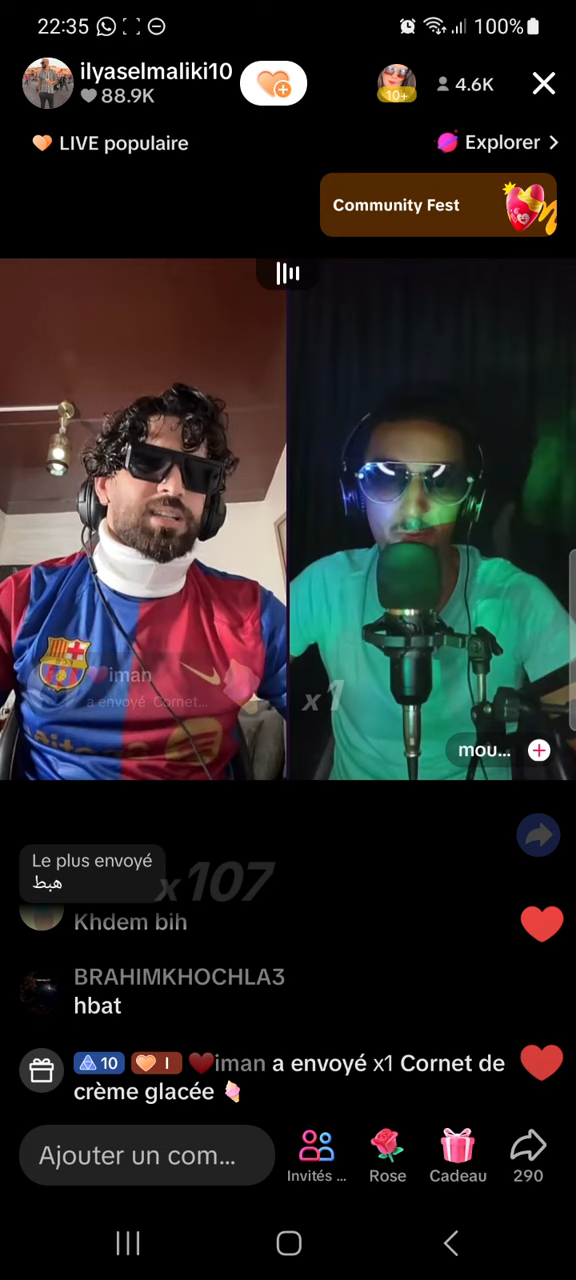 22:35
100%
ilyaselmaliki10
88.9K
10+
4.6K
LIVE populaire
Explorer
Community Fest
iman
a envoyé Cornet...
x1
mou...
Le plus envoyé
هبط
x107
Khdem bih
BRAHIMKHOCHLA3
hbat
10 I iman a envoyé x1 Cornet de
crème glacée
Ajouter un com...
Invités ...
Rose
Cadeau
290